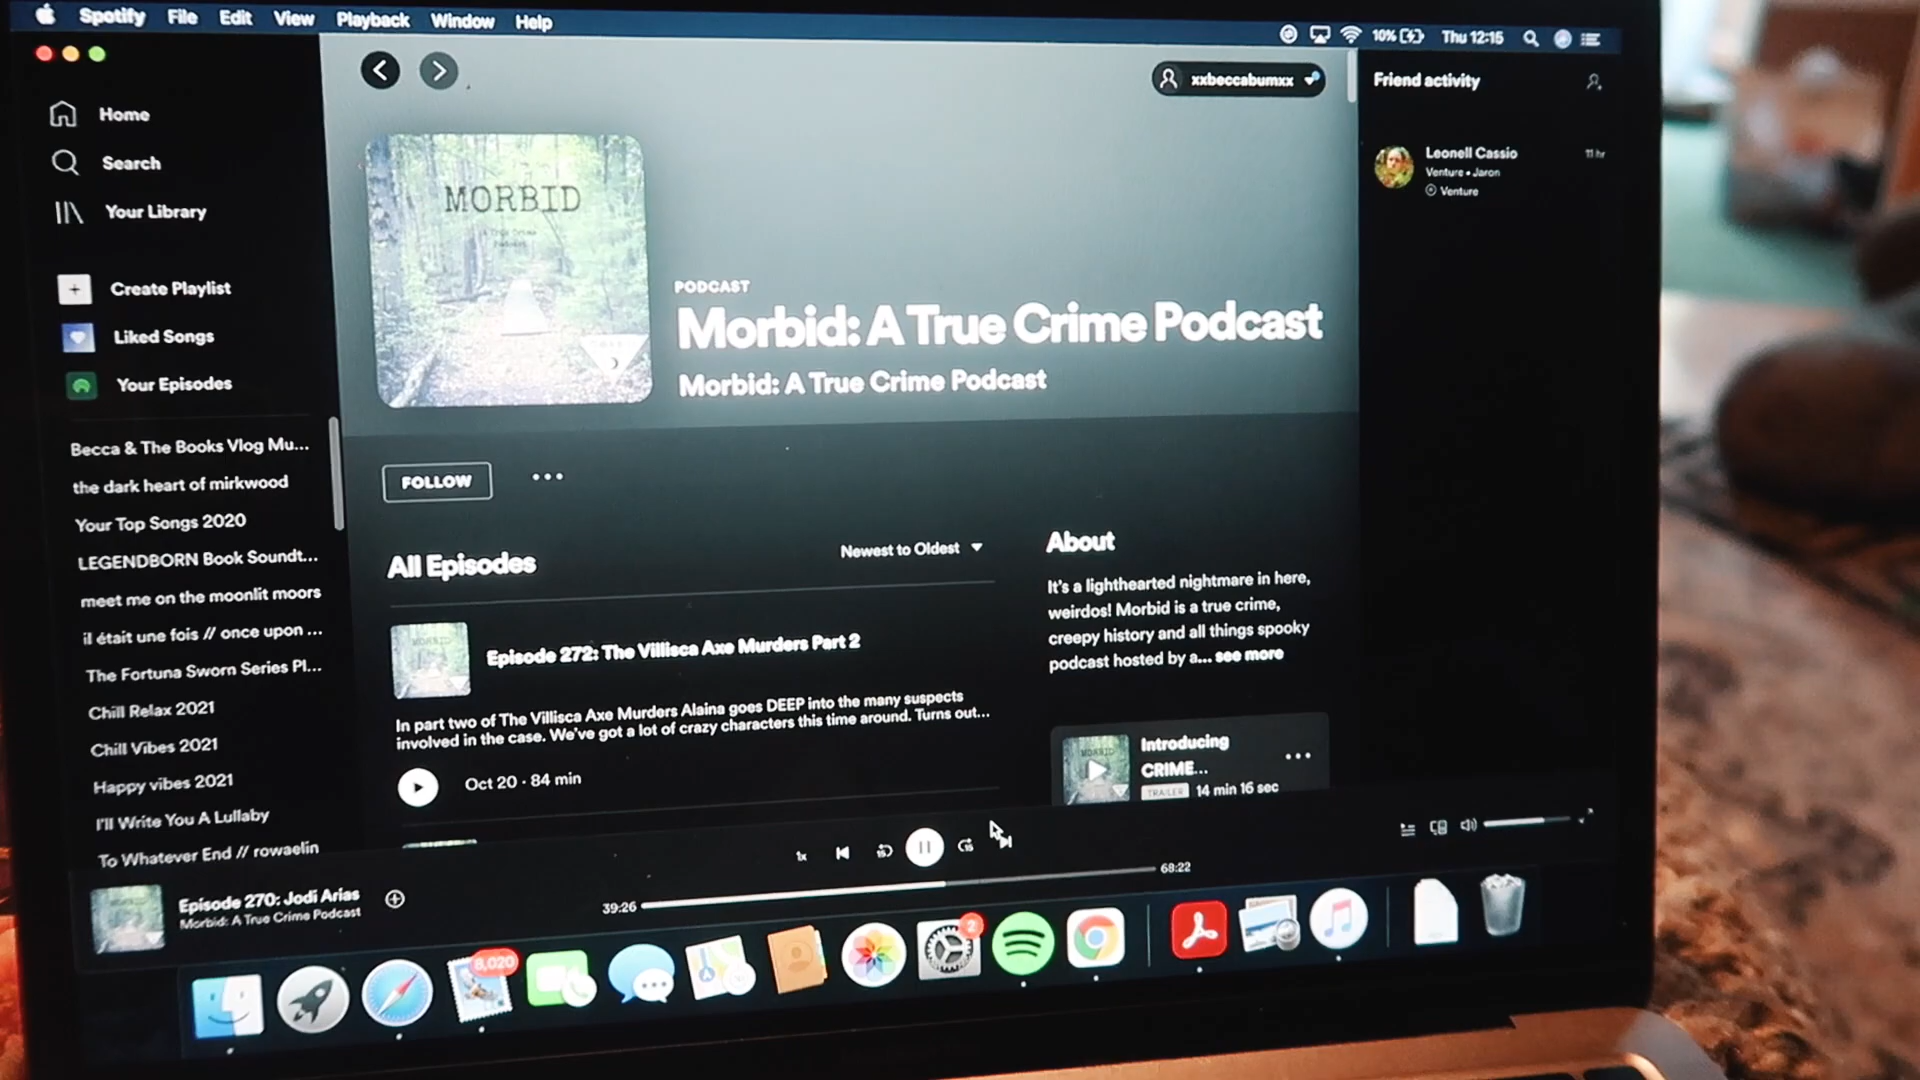 Spotify File Edit View Playback Window Help
10% Thu 12:15
Home
Search
Your Library
Create Playlist
Liked Songs
Your Episodes
Becca & The Books Vlog Mu...
the dark heart of mirkwood
Your Top Songs 2020
LEGENDBORN Book Soundt...
meet me on the moonlit moors
il était une fois // once upon ...
The Fortuna Sworn Series Pl...
Chill Relax 2021
Chill Vibes 2021
Happy vibes 2021
I'll Write You A Lullaby
To Whatever End // rowaelin
xxbeccabumxx
MORBID
A True Crime
Podcast
PODCAST
Morbid: A True Crime Podcast
Morbid: A True Crime Podcast
FOLLOW
All Episodes
Newest to Oldest
Episode 272: The Villisca Axe Murders Part 2
In part two of The Villisca Axe Murders Alaina goes DEEP into the many suspects
involved in the case. We've got a lot of crazy characters this time around. Turns out...
Oct 20 · 84 min
About
It's a lighthearted nightmare in here,
weirdos! Morbid is a true crime,
creepy history and all things spooky
podcast hosted by a... see more
Introducing
CRIME...
TRAILER 14 min 16 sec
Friend activity
Leonell Cassio
11 hr
Venture • Jaron
Venture
Episode 270: Jodi Arias
Morbid: A True Crime Podcast
1x
15
15
39:26
68:22
8,020
2